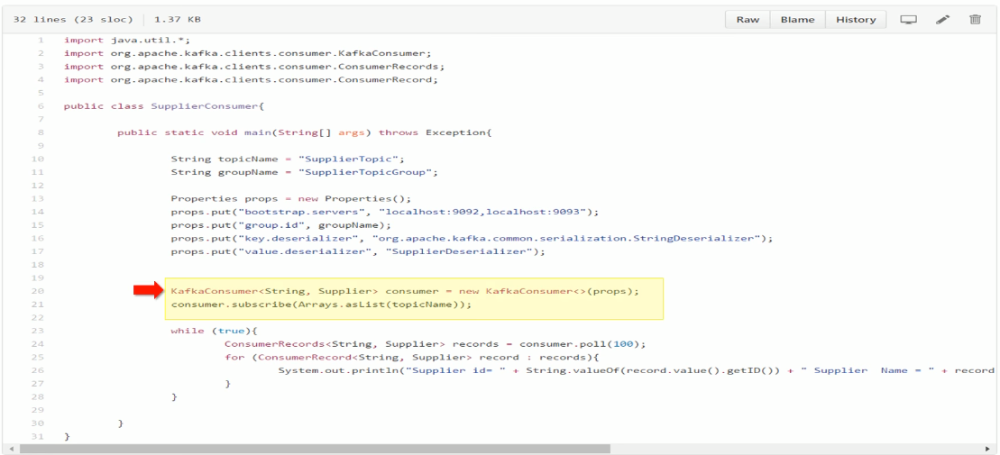 32 lines (23 sloc) | 1.37 KB Raw Blame History
1 import java.util.*;
2 import org.apache.kafka.clients.consumer.KafkaConsumer;
3 import org.apache.kafka.clients.consumer.ConsumerRecords;
4 import org.apache.kafka.clients.consumer.ConsumerRecord;
5
6 public class SupplierConsumer{
7
8 public static void main(String[] args) throws Exception{
9
10 String topicName = "SupplierTopic";
11 String groupName = "SupplierTopicGroup";
12
13 Properties props = new Properties();
14 props.put("bootstrap.servers", "localhost:9092,localhost:9093");
15 props.put("group.id", groupName);
16 props.put("key.deserializer", "org.apache.kafka.common.serialization.StringDeserializer");
17 props.put("value.deserializer", "SupplierDeserializer");
18
19
20 KafkaConsumer<String, Supplier> consumer = new KafkaConsumer<>(props);
21 consumer.subscribe(Arrays.asList(topicName));
22
23 while (true){
24 ConsumerRecords<String, Supplier> records = consumer.poll(100);
25 for (ConsumerRecord<String, Supplier> record : records){
26 System.out.println("Supplier id= " + String.valueOf(record.value().getID()) + " Supplier  Name = " + record
27 }
28 }
29
30 }
31 }